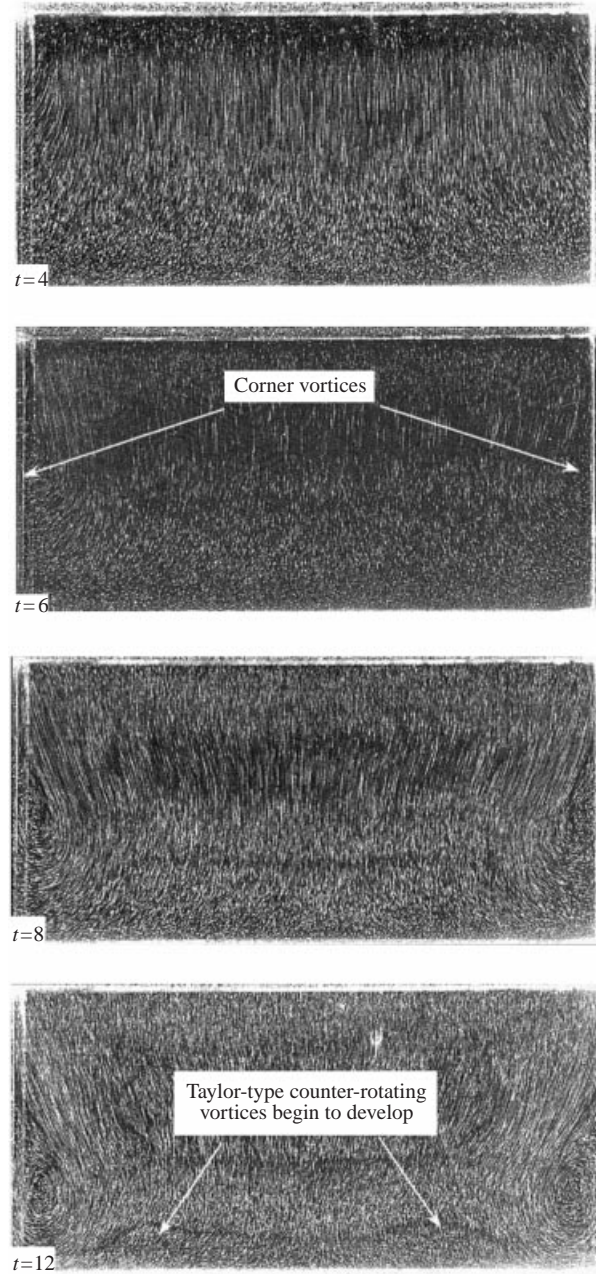 t=4
Corner vortices
t=6
t=8
Taylor-type counter-rotating
vortices begin to develop
t=12